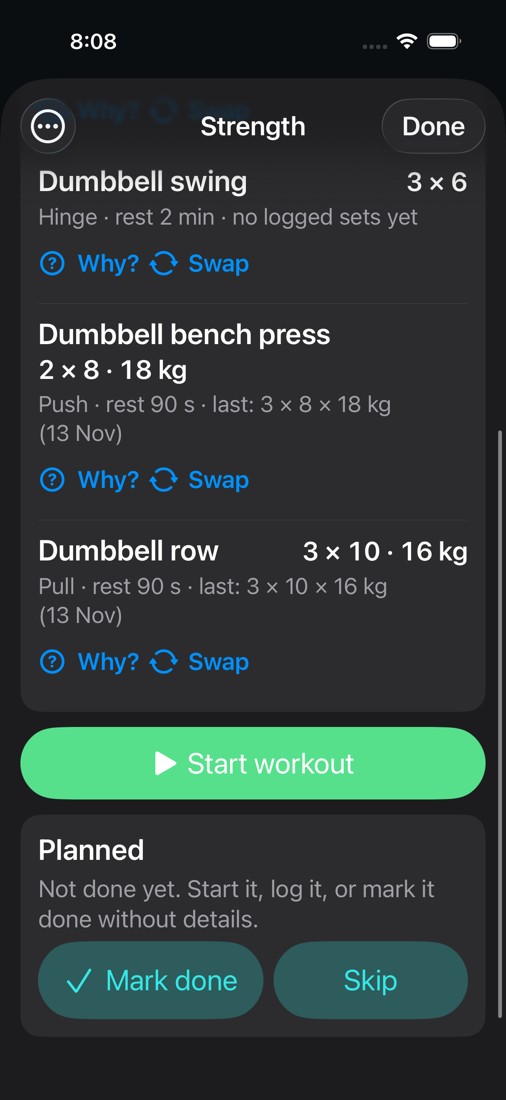 8:08
Why? Swap
Strength
Done
Dumbbell swing 3 × 6
Hinge · rest 2 min · no logged sets yet
Why? Swap
Dumbbell bench press
2 × 8 · 18 kg
Push · rest 90 s · last: 3 × 8 × 18 kg
(13 Nov)
Why? Swap
Dumbbell row 3 × 10 · 16 kg
Pull · rest 90 s · last: 3 × 10 × 16 kg
(13 Nov)
Why? Swap
Start workout
Planned
Not done yet. Start it, log it, or mark it
done without details.
Mark done
Skip